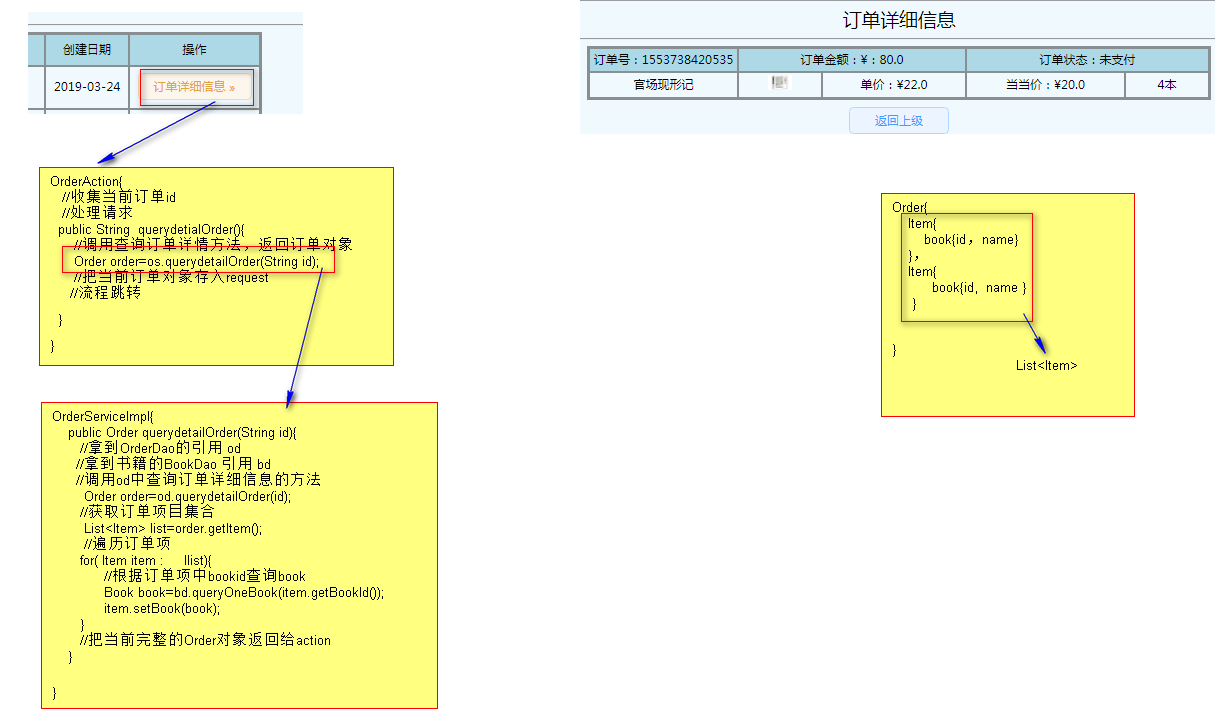 创建日期 操作
2019-03-24 订单详细信息 »
OrderAction{
//收集当前订单id
//处理请求
public String querydetialOrder(){
//调用查询订单详情方法，返回订单对象
Order order=os.querydetailOrder(String id);
//把当前订单对象存入request
//流程跳转
}
}
OrderServiceImpl{
public Order querydetailOrder(String id){
//拿到OrderDao的引用 od
//拿到书籍的BookDao 引用 bd
//调用od中查询订单详细信息的方法
Order order=od.querydetailOrder(id);
//获取订单项目集合
List<Item> list=order.getItem();
//遍历订单项
for( Item item : llist){
//根据订单项中bookid查询book
Book book=bd.queryOneBook(item.getBookId());
item.setBook(book);
}
//把当前完整的Order对象返回给action
}
}
订单详细信息
订单号：1553738420535 订单金额：¥：80.0 订单状态：未支付
官场现形记 单价：¥22.0 当当价：¥20.0 4本
返回上级
Order{
Item{
book{id，name}
}，
Item{
book{id，name }
}
}
List<Item>